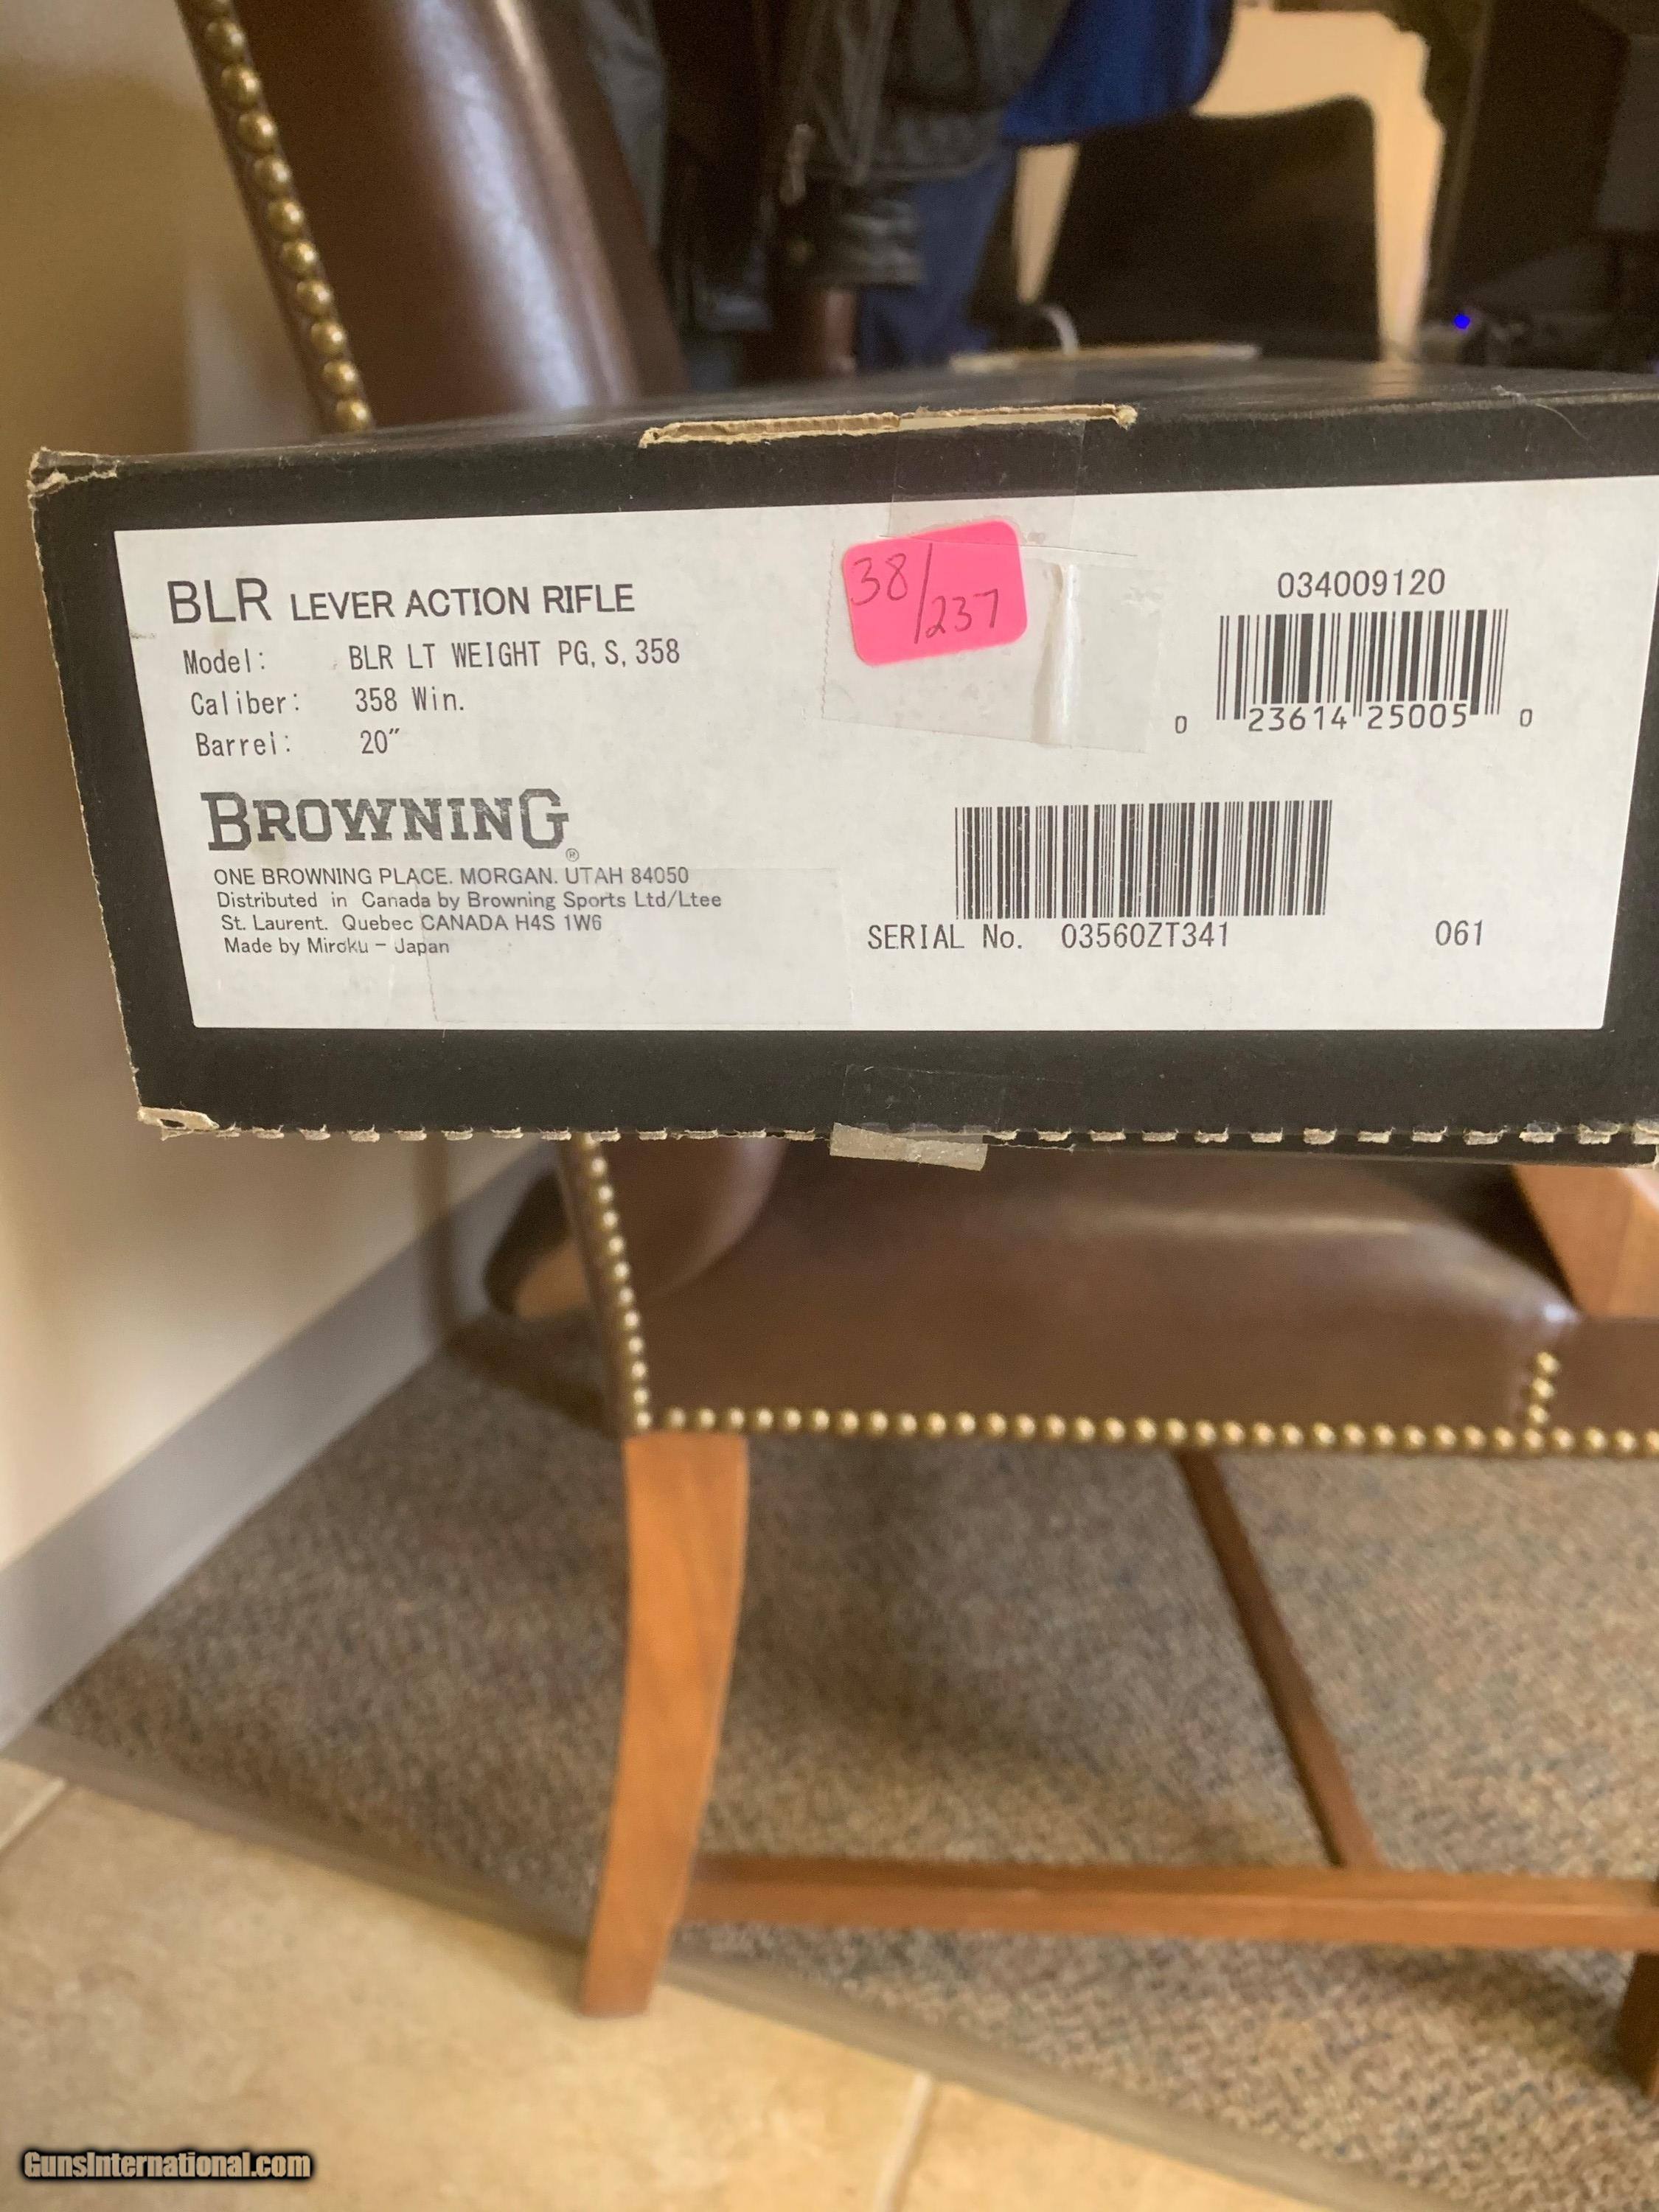 BLR LEVER ACTION RIFLE
Model: BLR LT WEIGHT PG, S, 358
Caliber: 358 Win.
Barrel: 20"
BROWNING®
ONE BROWNING PLACE. MORGAN. UTAH 84050
Distributed in Canada by Browning Sports Ltd/Ltee
St. Laurent. Quebec CANADA H4S 1W6
Made by Miroku - Japan
38/237
034009120
0 23614 25005 0
SERIAL No. 03560ZT341
061
GunsInternational.com